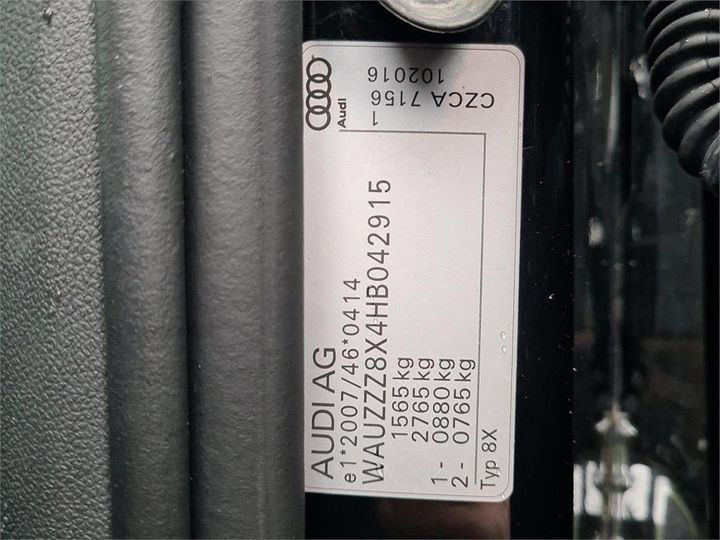 AUDI AG
e1*2007/46*0414
WAUZZZ8X4HB042915
1565 kg
2765 kg
1- 0880 kg
2- 0765 kg
Typ 8X
Audi
1
102016
CZCA 7156